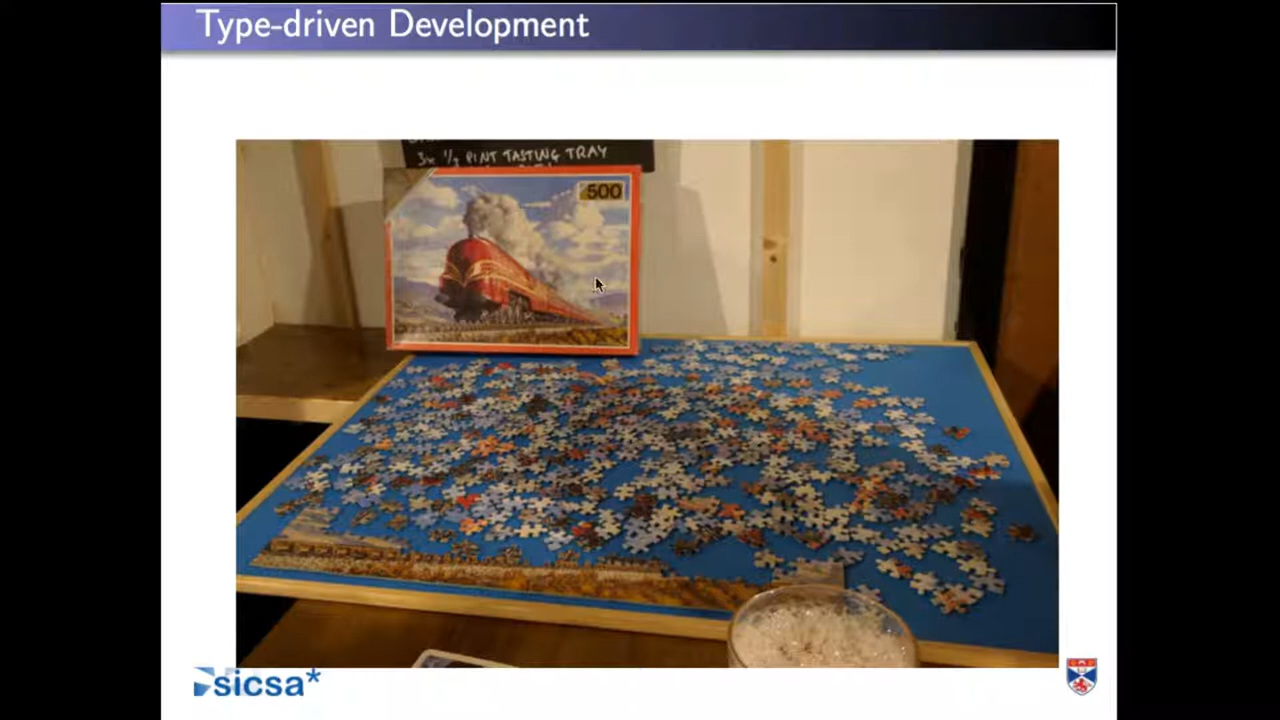 Type-driven Development
3x 1/3 PINT TASTING TRAY
500
sicsa*